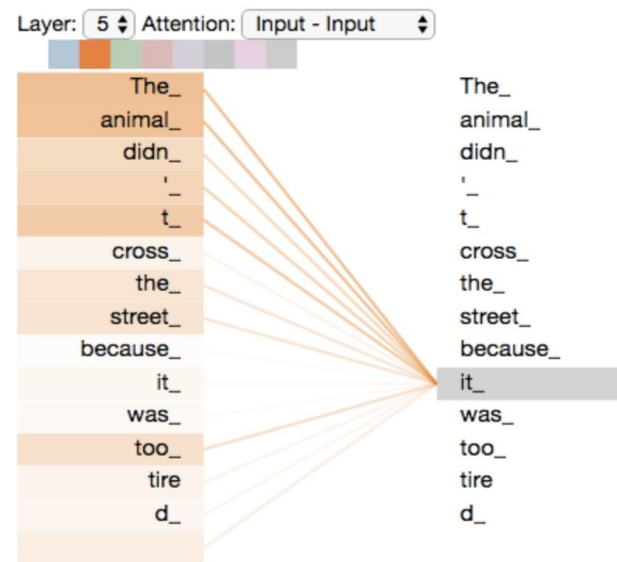 Layer: 5 Attention: Input - Input
The_ The_
animal_ animal_
didn_ didn_
'_ '_
t_ t_
cross_ cross_
the_ the_
street_ street_
because_ because_
it_ it_
was_ was_
too_ too_
tire tire
d_ d_